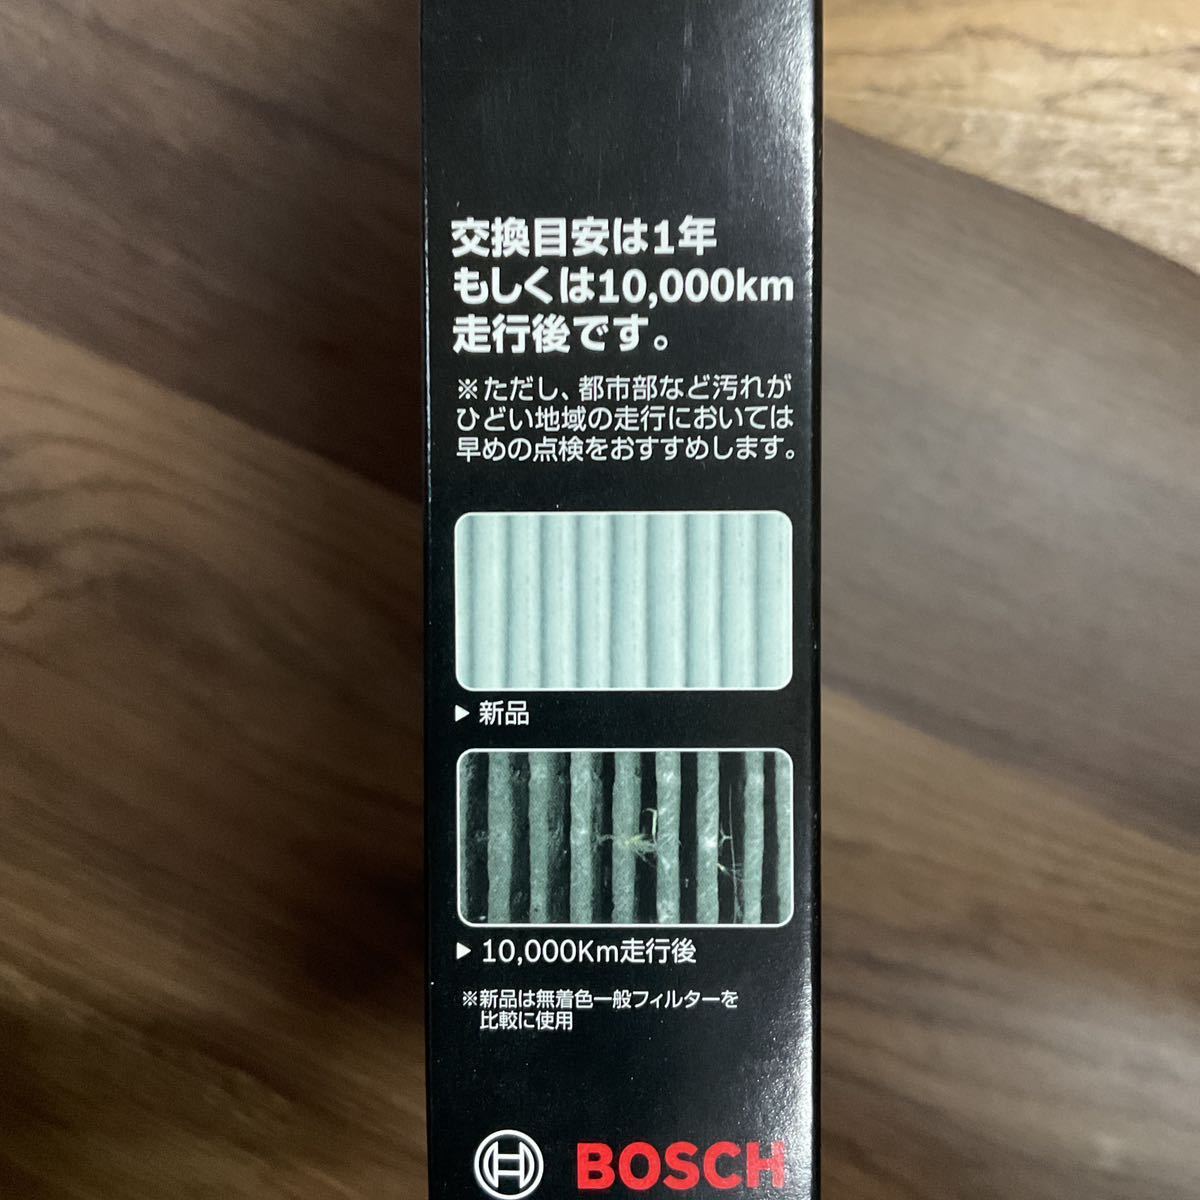 交換目安は1年
もしくは10,000km
走行後です。
※ただし、都市部など汚れが
ひどい地域の走行においては
早めの点検をおすすめします。
▶ 新品
▶ 10,000Km走行後
※新品は無着色一般フィルターを
比較に使用
BOSCH